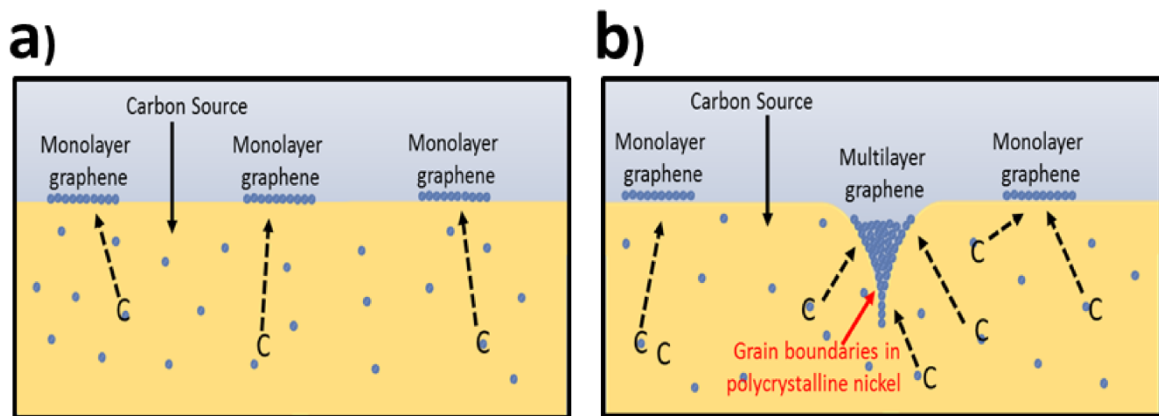 a)
Carbon Source
Monolayer
graphene
Monolayer
graphene
Monolayer
graphene
C
C
C
b)
Carbon Source
Monolayer
graphene
Multilayer
graphene
Monolayer
graphene
C
C
C
C
C
C
Grain boundaries in
polycrystalline nickel